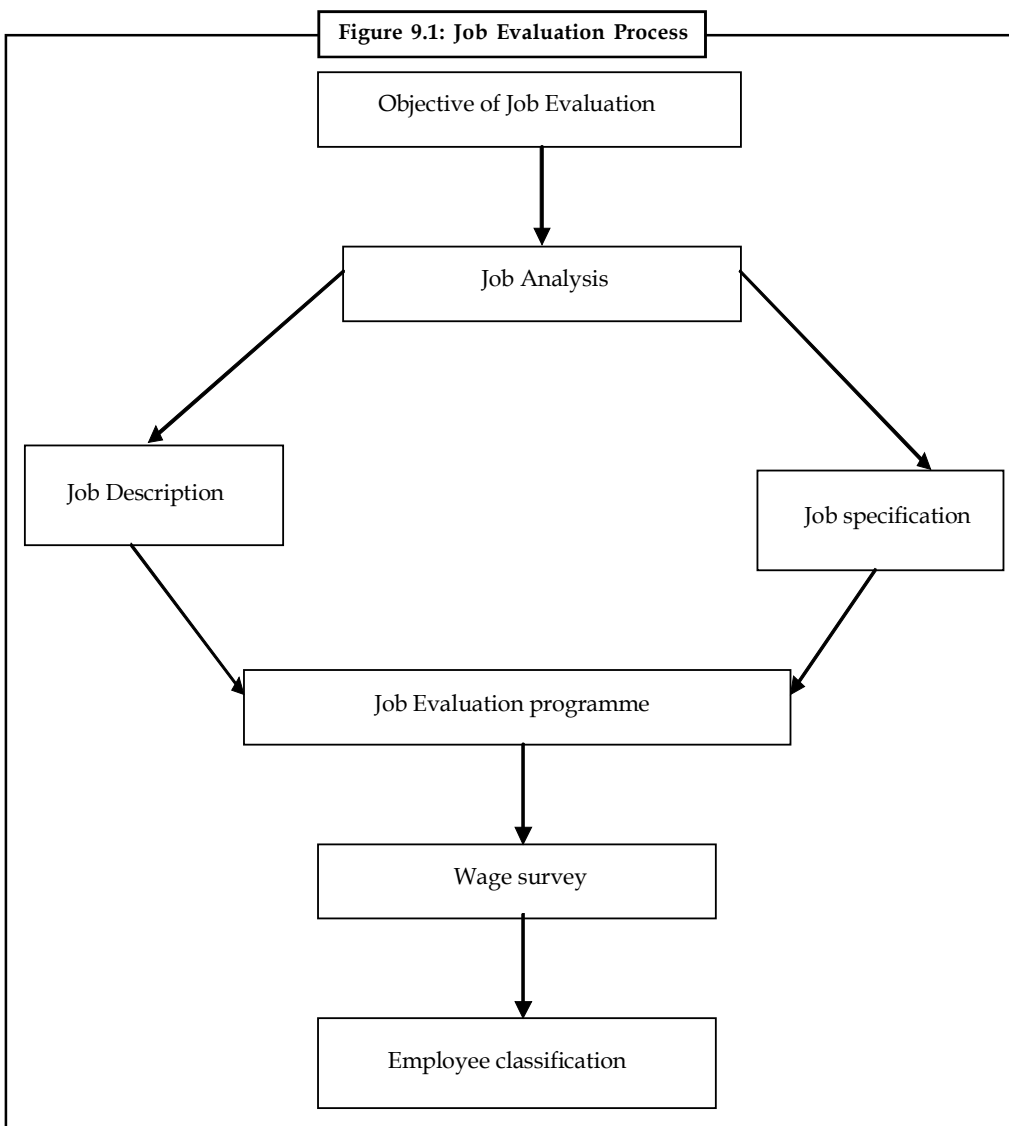 Figure 9.1: Job Evaluation Process
Objective of Job Evaluation
Job Analysis
Job Description
Job specification
Job Evaluation programme
Wage survey
Employee classification